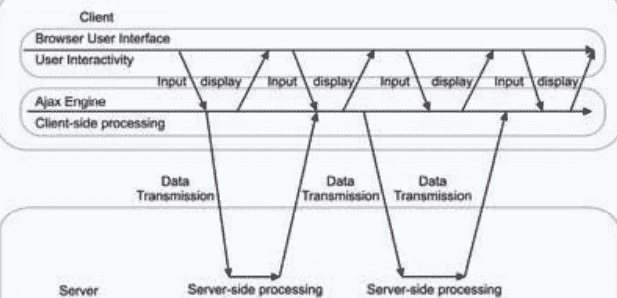 Client
Browser User Interface
User Interactivity
Input display Input display Input display Input display
Ajax Engine
Client-side processing
Data Transmission
Data Transmission
Data Transmission
Server
Server-side processing
Server-side processing